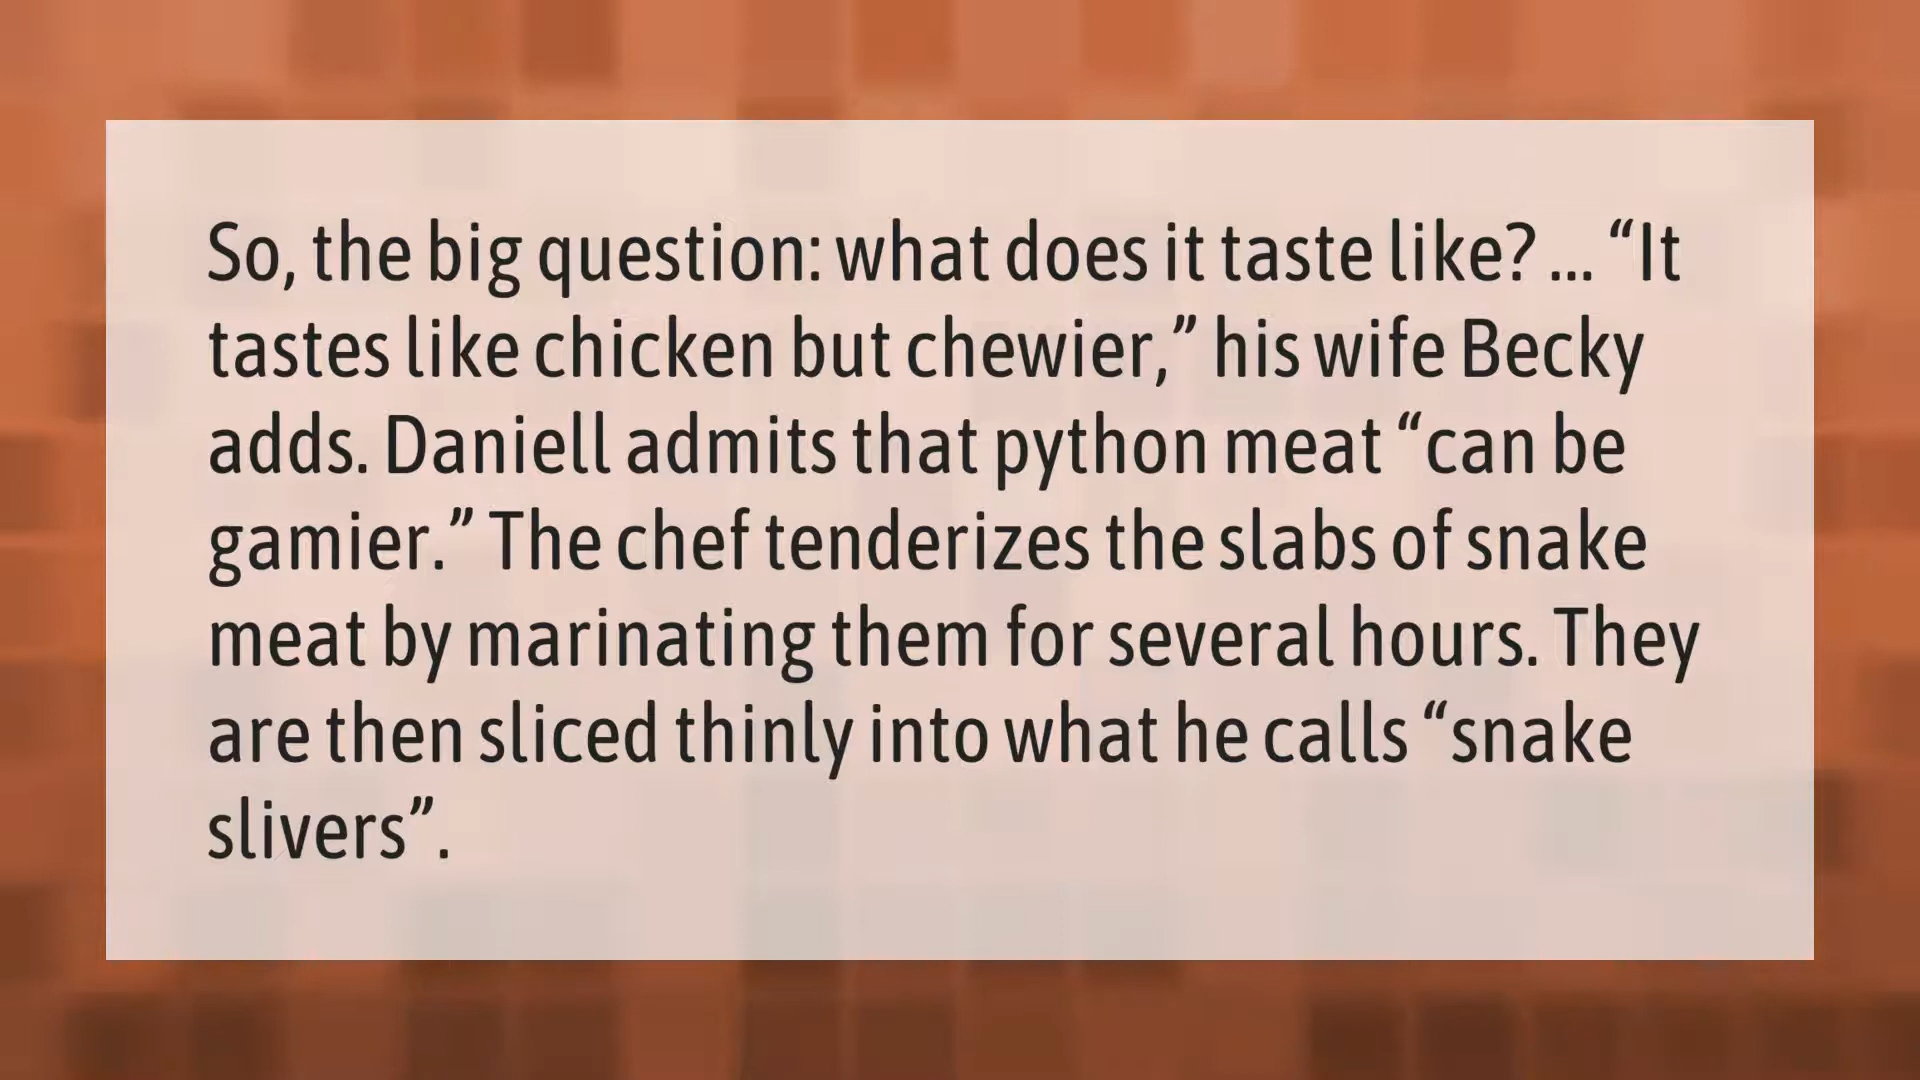 So, the big question: what does it taste like? ... “It
tastes like chicken but chewier,” his wife Becky
adds. Daniell admits that python meat “can be
gamier.” The chef tenderizes the slabs of snake
meat by marinating them for several hours. They
are then sliced thinly into what he calls “snake
slivers”.